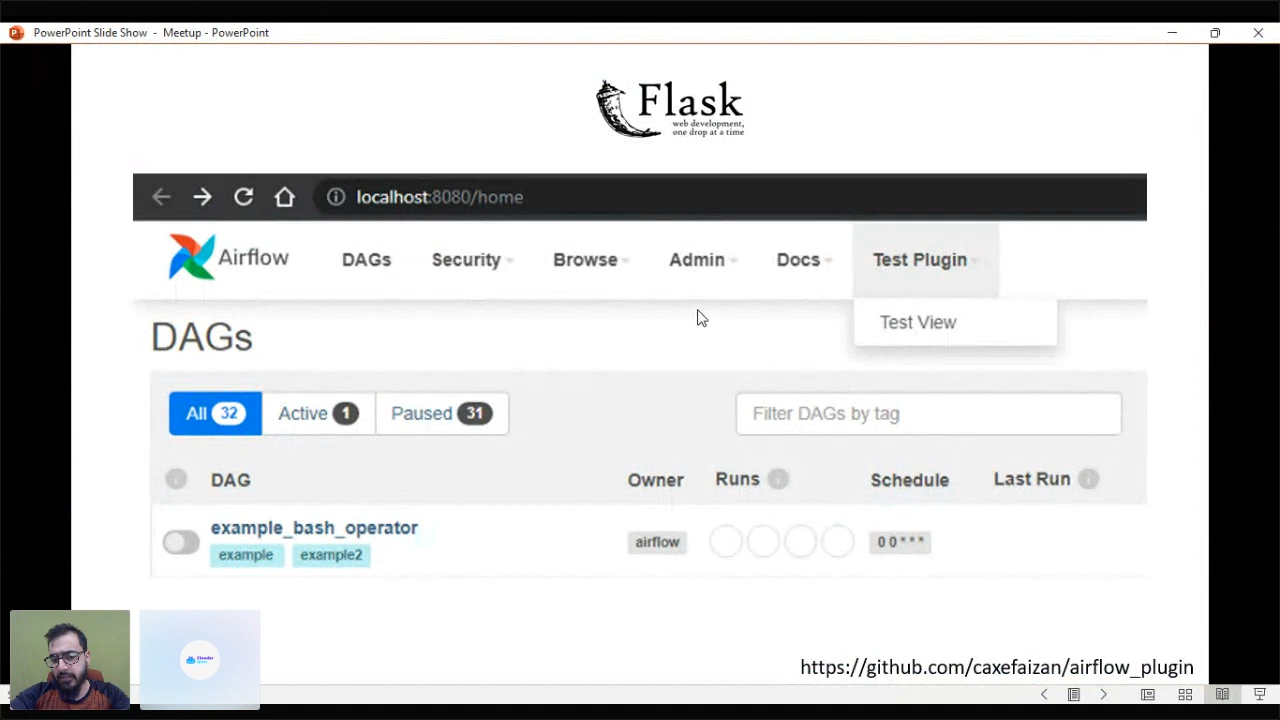 PowerPoint Slide Show - Meetup - PowerPoint
Flask
web development,
one drop at a time
localhost:8080/home
Airflow DAGs Security Browse Admin Docs Test Plugin
Test View
DAGs
All 32 Active 1 Paused 31 Filter DAGs by tag
DAG Owner Runs Schedule Last Run
example_bash_operator
airflow 0 0 * * *
example example2
https://github.com/caxefaizan/airflow_plugin